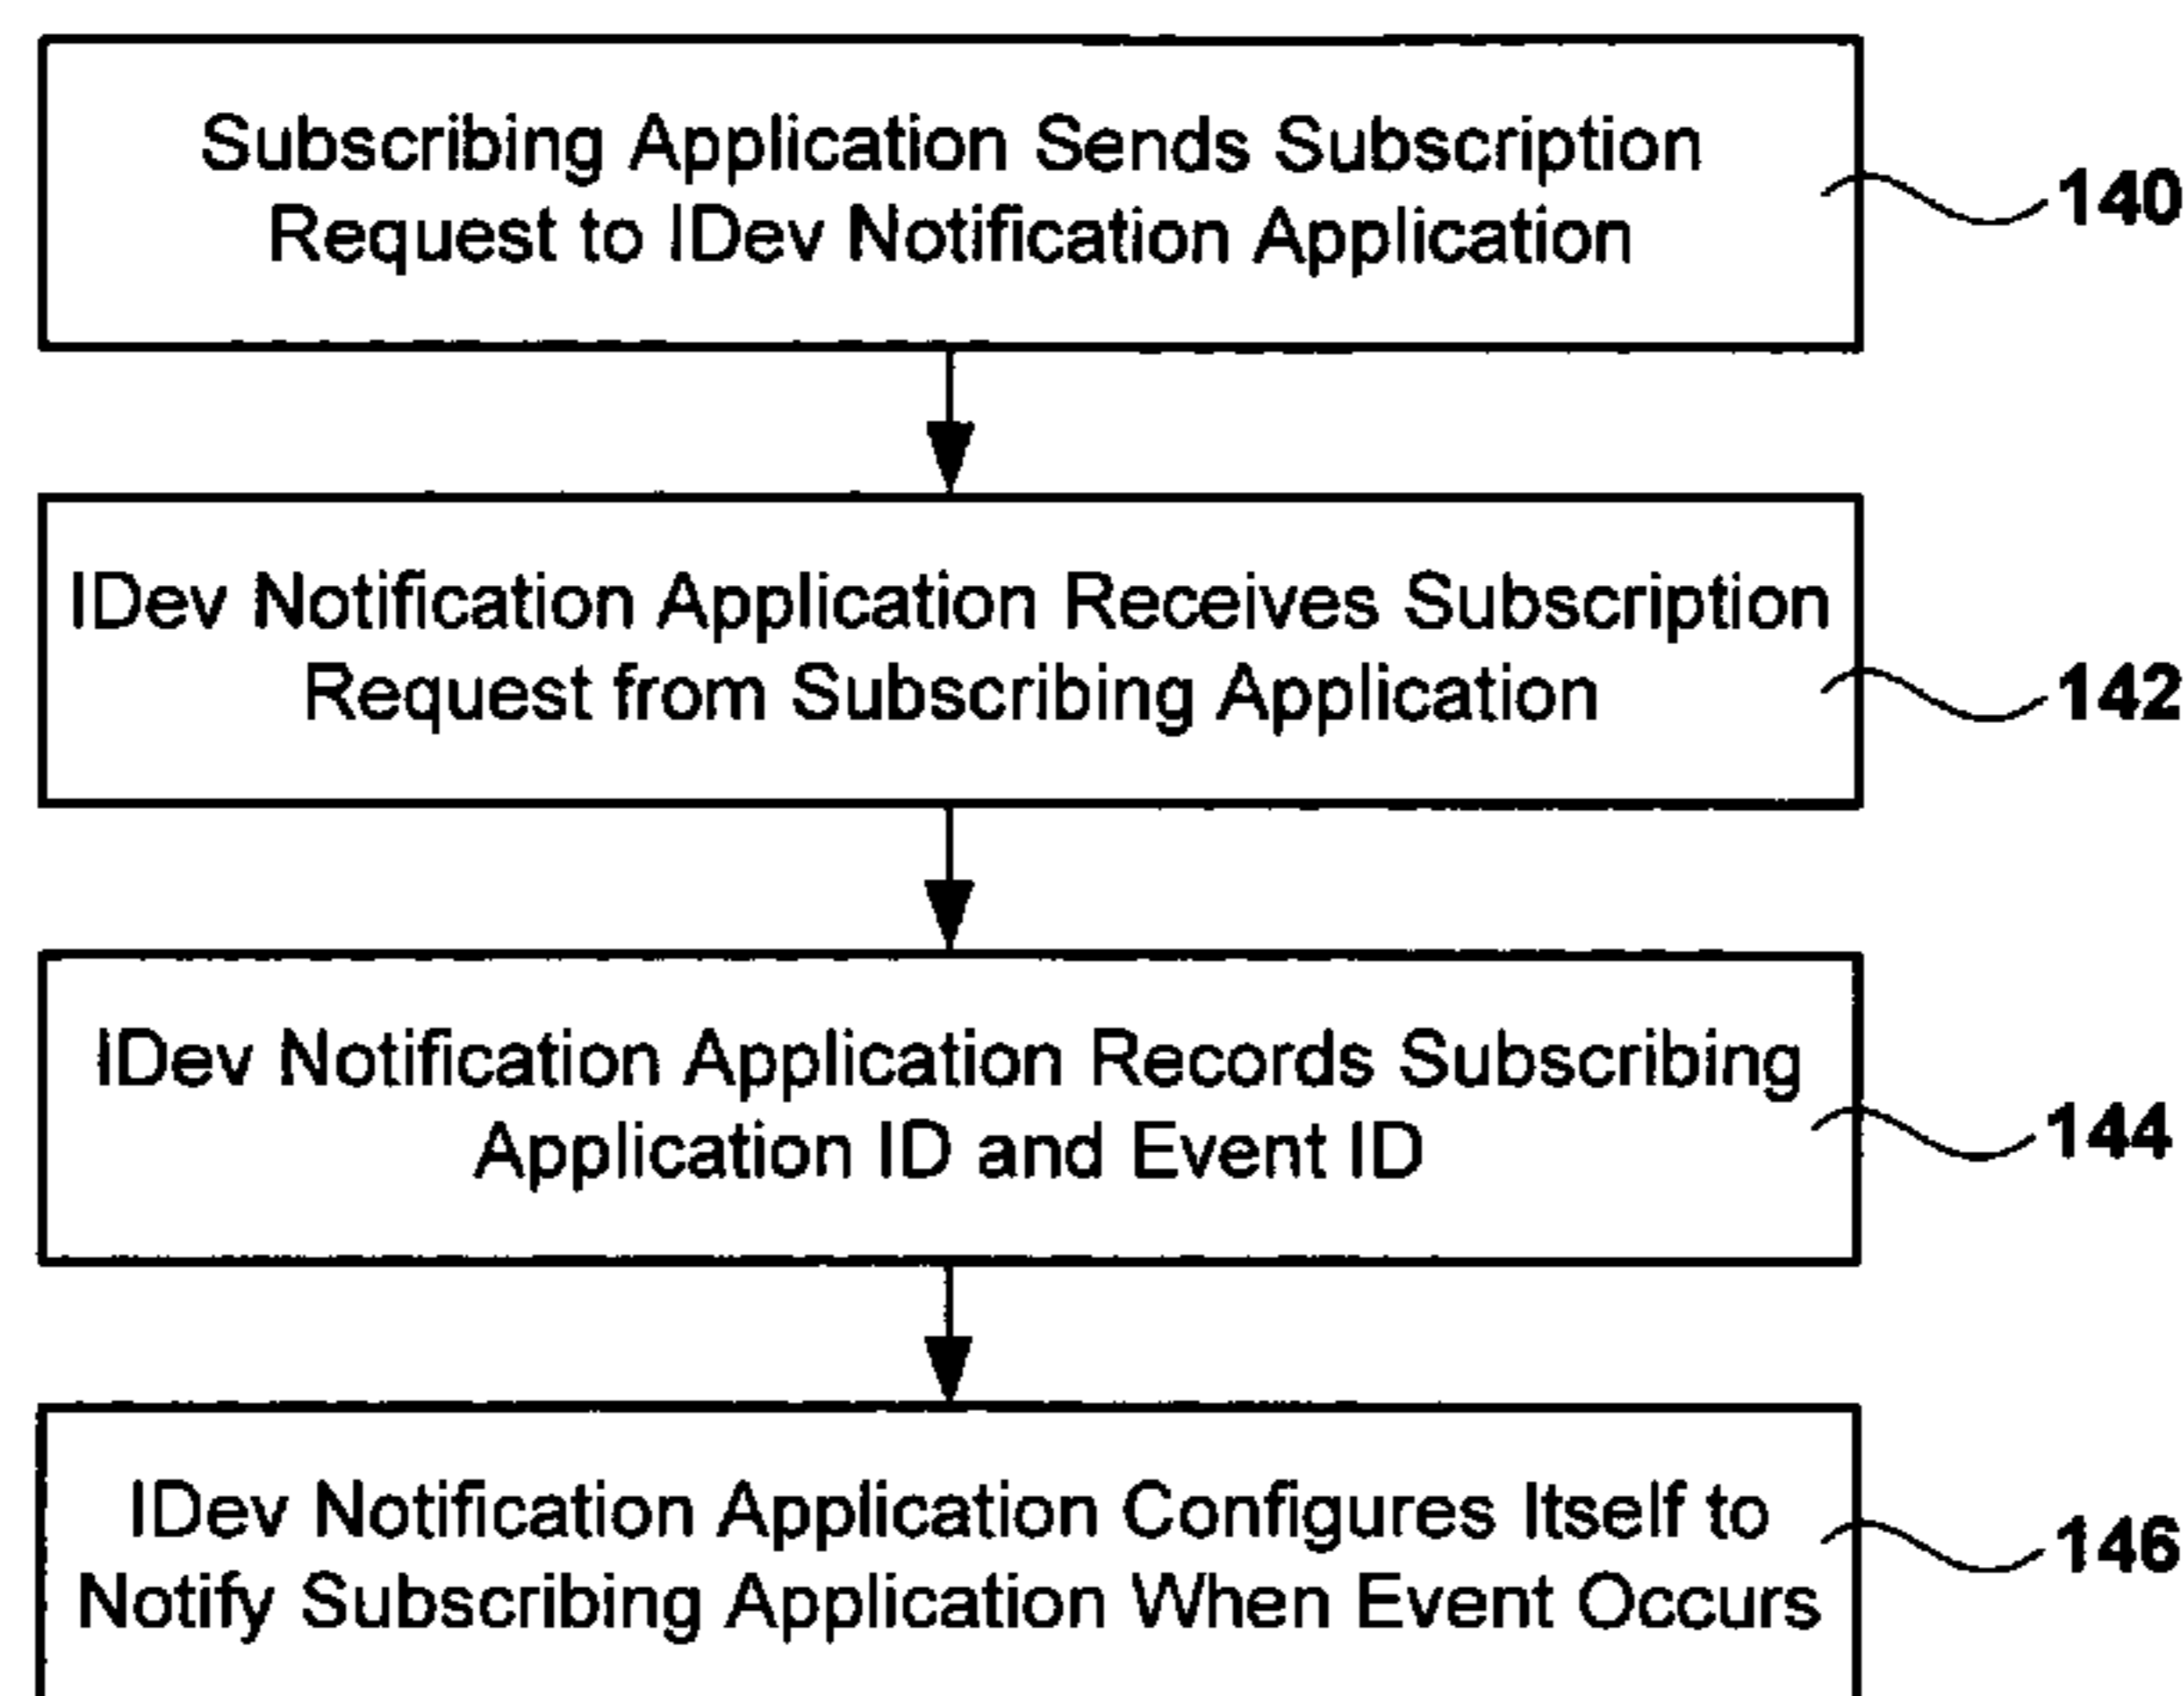 Subscribing Application Sends Subscription
Request to IDev Notification Application
140
IDev Notification Application Receives Subscription
Request from Subscribing Application
142
IDev Notification Application Records Subscribing
Application ID and Event ID
144
IDev Notification Application Configures Itself to
Notify Subscribing Application When Event Occurs
146